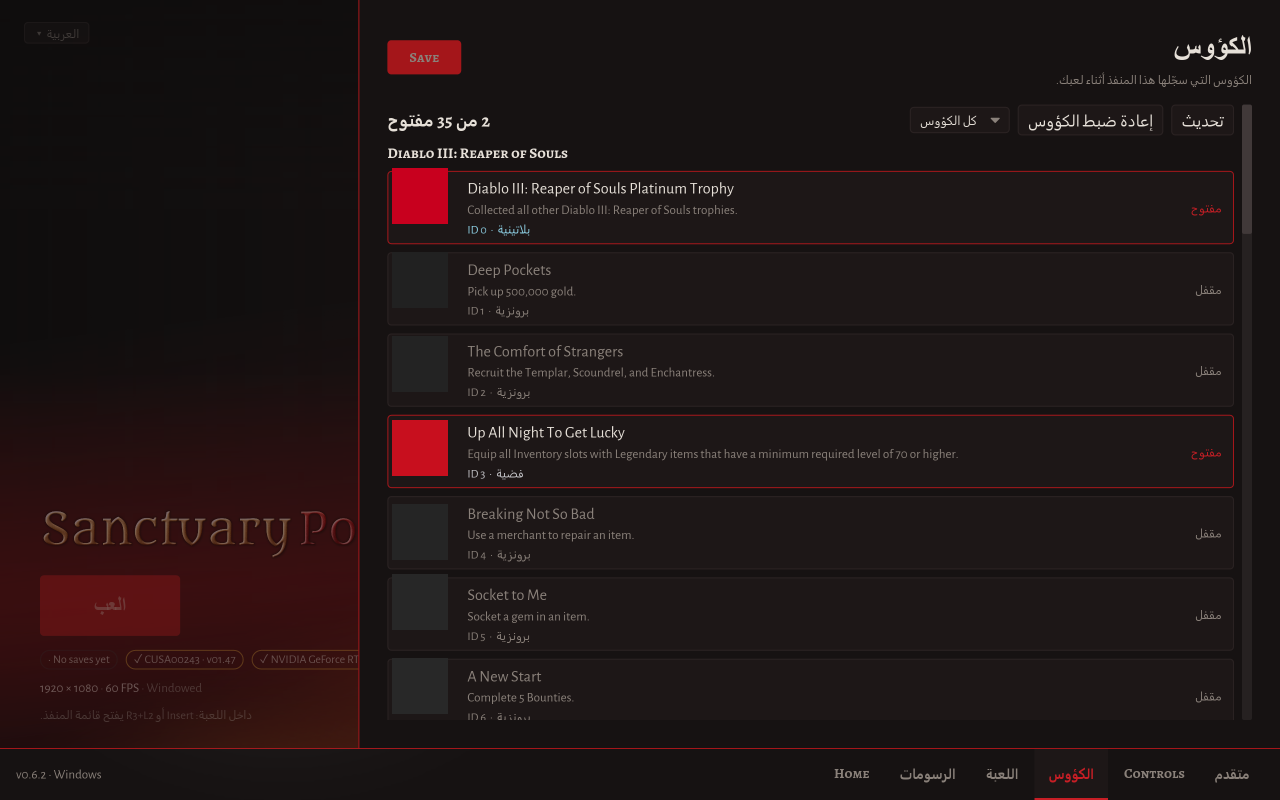 العربية
الكؤوس
Save
الكؤوس التي سجّلها هذا المنفذ أثناء لعبك.
تحديث
إعادة ضبط الكؤوس
كل الكؤوس
2 من 35 مفتوح
Diablo III: Reaper of Souls
Diablo III: Reaper of Souls Platinum Trophy
Collected all other Diablo III: Reaper of Souls trophies.
ID 0 · بلاتينية
مفتوح
Deep Pockets
Pick up 500,000 gold.
ID 1 · برونزية
مقفل
The Comfort of Strangers
Recruit the Templar, Scoundrel, and Enchantress.
ID 2 · برونزية
مقفل
Up All Night To Get Lucky
Equip all Inventory slots with Legendary items that have a minimum required level of 70 or higher.
ID 3 · فضية
مفتوح
Breaking Not So Bad
Use a merchant to repair an item.
ID 4 · برونزية
مقفل
Socket to Me
Socket a gem in an item.
ID 5 · برونزية
مقفل
A New Start
Complete 5 Bounties.
ID 6 · برونزية
مقفل
Sanctuary Po
العب
· No saves yet
✓ CUSA00243 · v01.47
✓ NVIDIA GeForce RT
1920 × 1080 · 60 FPS · Windowed
داخل اللعبة: Insert أو R3+L2 يفتح قائمة المنفذ.
v0.6.2 · Windows
Home
الرسومات
اللعبة
الكؤوس
Controls
متقدم